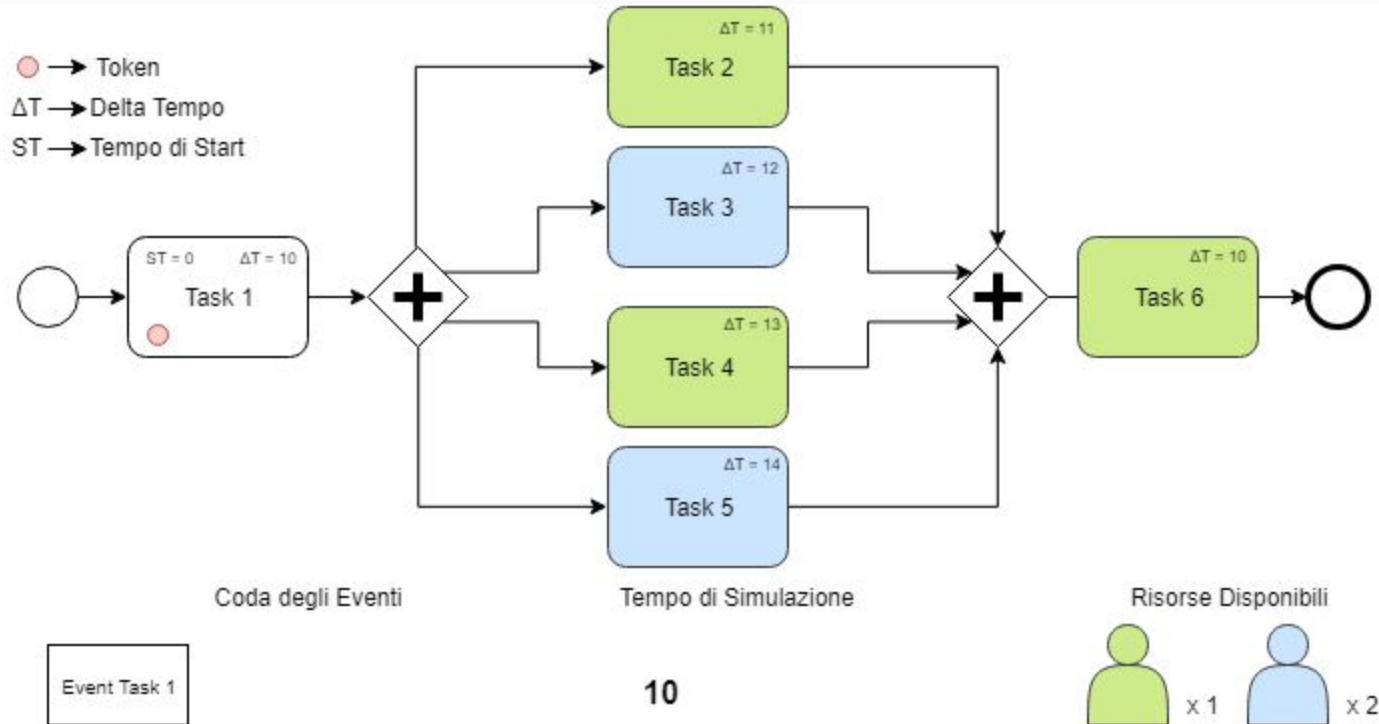 Token
ΔT Delta Tempo
ST Tempo di Start
ΔT = 11
Task 2
ΔT = 12
Task 3
ST = 0 ΔT = 10
Task 1
ΔT = 10
Task 6
ΔT = 13
Task 4
ΔT = 14
Task 5
Coda degli Eventi
Tempo di Simulazione
Risorse Disponibili
Event Task 1
10
x 1
x 2